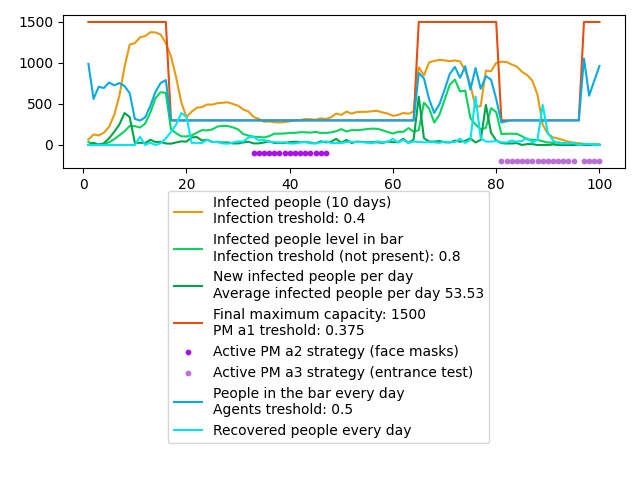 1500
1000
500
0
0 20 40 60 80 100
Infected people (10 days)
Infection treshold: 0.4
Infected people level in bar
Infection treshold (not present): 0.8
New infected people per day
Average infected people per day 53.53
Final maximum capacity: 1500
PM a1 treshold: 0.375
Active PM a2 strategy (face masks)
Active PM a3 strategy (entrance test)
People in the bar every day
Agents treshold: 0.5
Recovered people every day